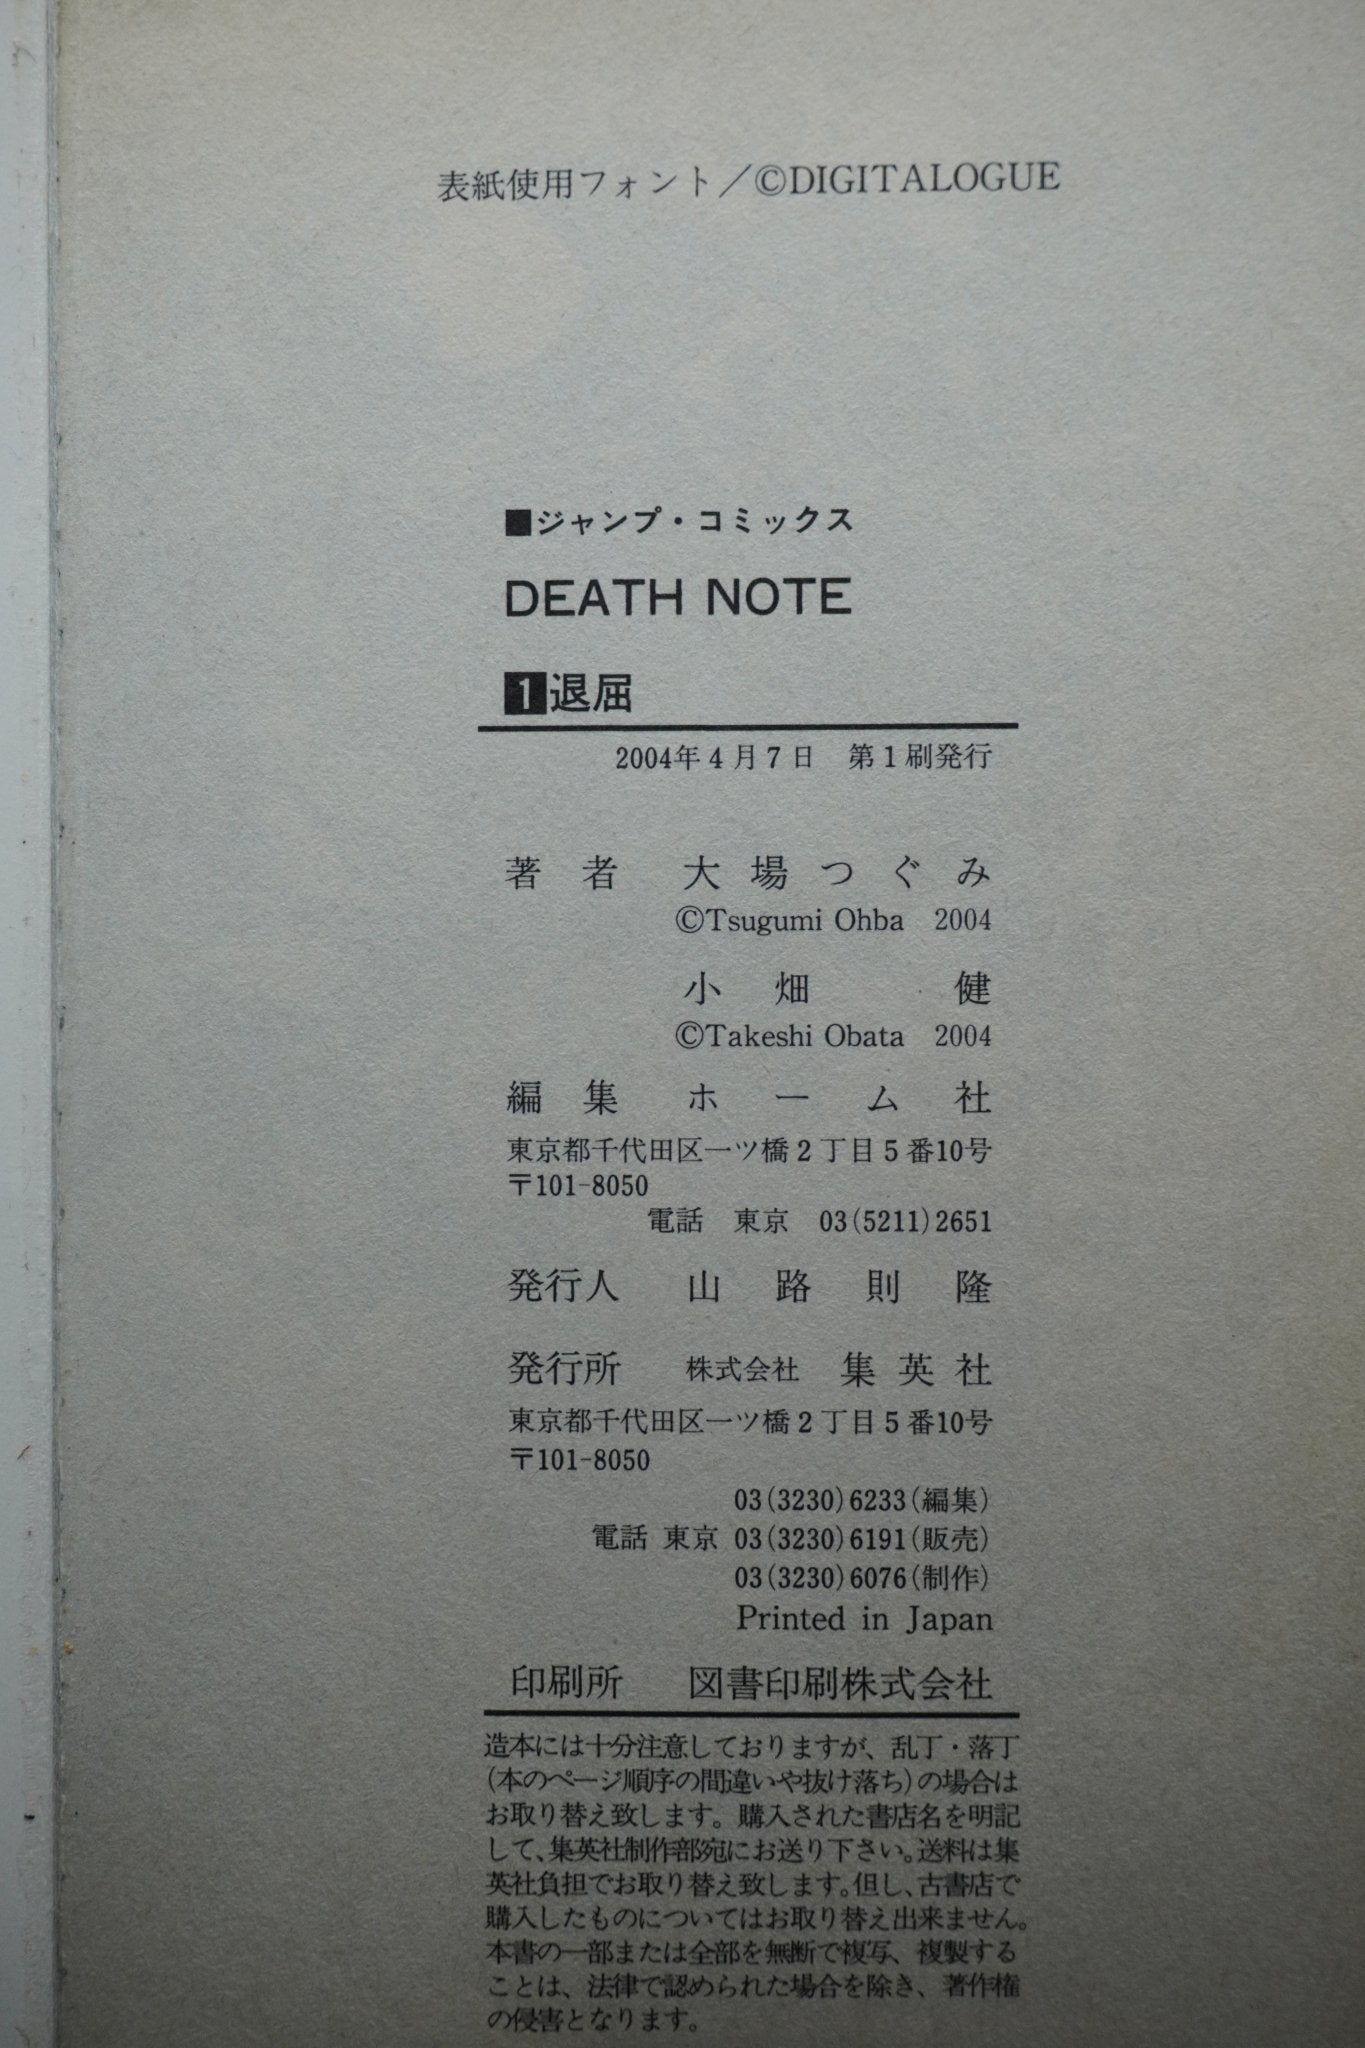 表紙使用フォント／©DIGITALOGUE
■ジャンプ・コミックス
DEATH NOTE
1退屈
2004年4月7日 第1刷発行
著者 大場つぐみ
©Tsugumi Ohba 2004
小畑 健
©Takeshi Obata 2004
編集 ホーム社
東京都千代田区一ツ橋2丁目5番10号
〒101-8050
電話 東京 03(5211)2651
発行人 山路則隆
発行所 株式会社 集英社
東京都千代田区一ツ橋2丁目5番10号
〒101-8050
03(3230)6233(編集)
電話 東京 03(3230)6191(販売)
03(3230)6076(制作)
Printed in Japan
印刷所 図書印刷株式会社
造本には十分注意しておりますが、乱丁・落丁
(本のページ順序の間違いや抜け落ち)の場合は
お取り替え致します。購入された書店名を明記
して、集英社制作部宛にお送り下さい。送料は集
英社負担でお取り替え致します。但し、古書店で
購入したものについてはお取り替え出来ません。
本書の一部または全部を無断で複写、複製する
ことは、法律で認められた場合を除き、著作権
の侵害となります。